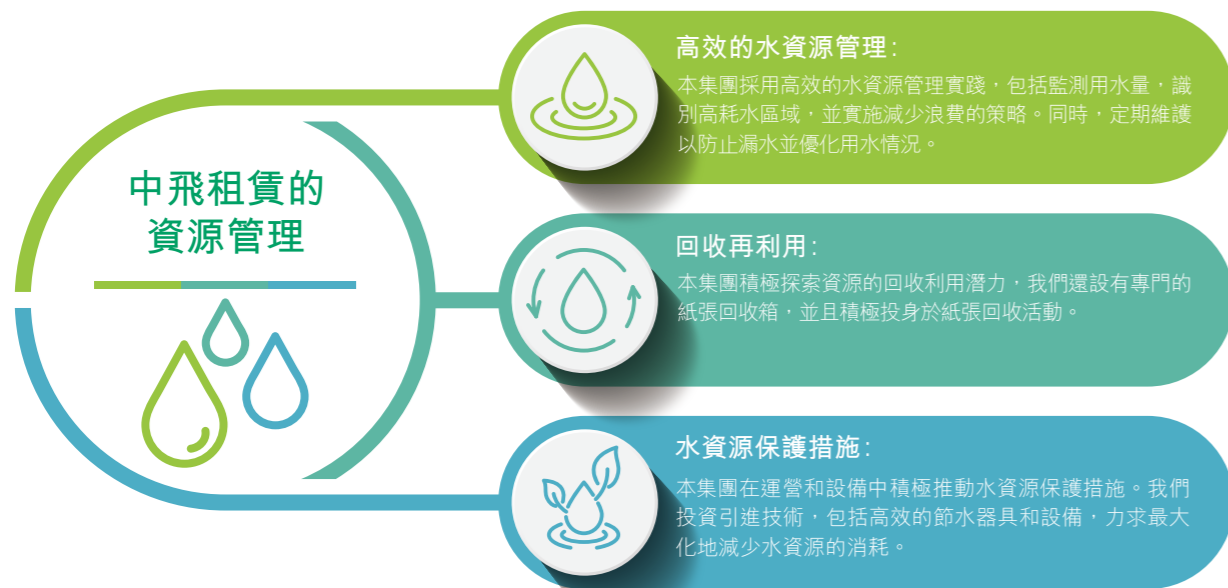 中飛租賃的
資源管理
高效的水資源管理：
本集團採用高效的水資源管理實踐，包括監測用水量，識
別高耗水區域，並實施減少浪費的策略。同時，定期維護
以防止漏水並優化用水情況。
回收再利用：
本集團積極探索資源的回收利用潛力，我們還設有專門的
紙張回收箱，並且積極投身於紙張回收活動。
水資源保護措施：
本集團在運營和設備中積極推動水資源保護措施。我們
投資引進技術，包括高效的節水器具和設備，力求最大
化地減少水資源的消耗。